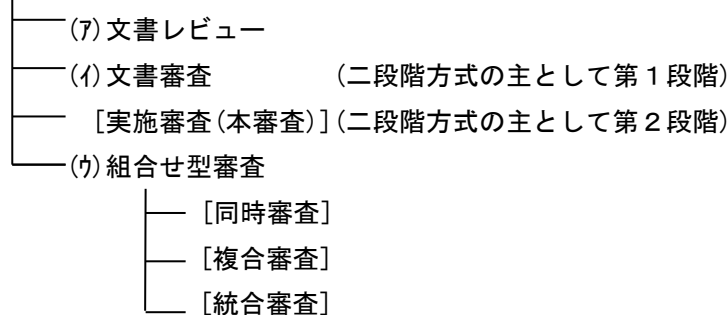 (ｱ)文書レビュー
(ｲ)文書審査 (二段階方式の主として第１段階)
[実施審査(本審査)](二段階方式の主として第２段階)
(ｳ)組合せ型審査
[同時審査]
[複合審査]
[統合審査]